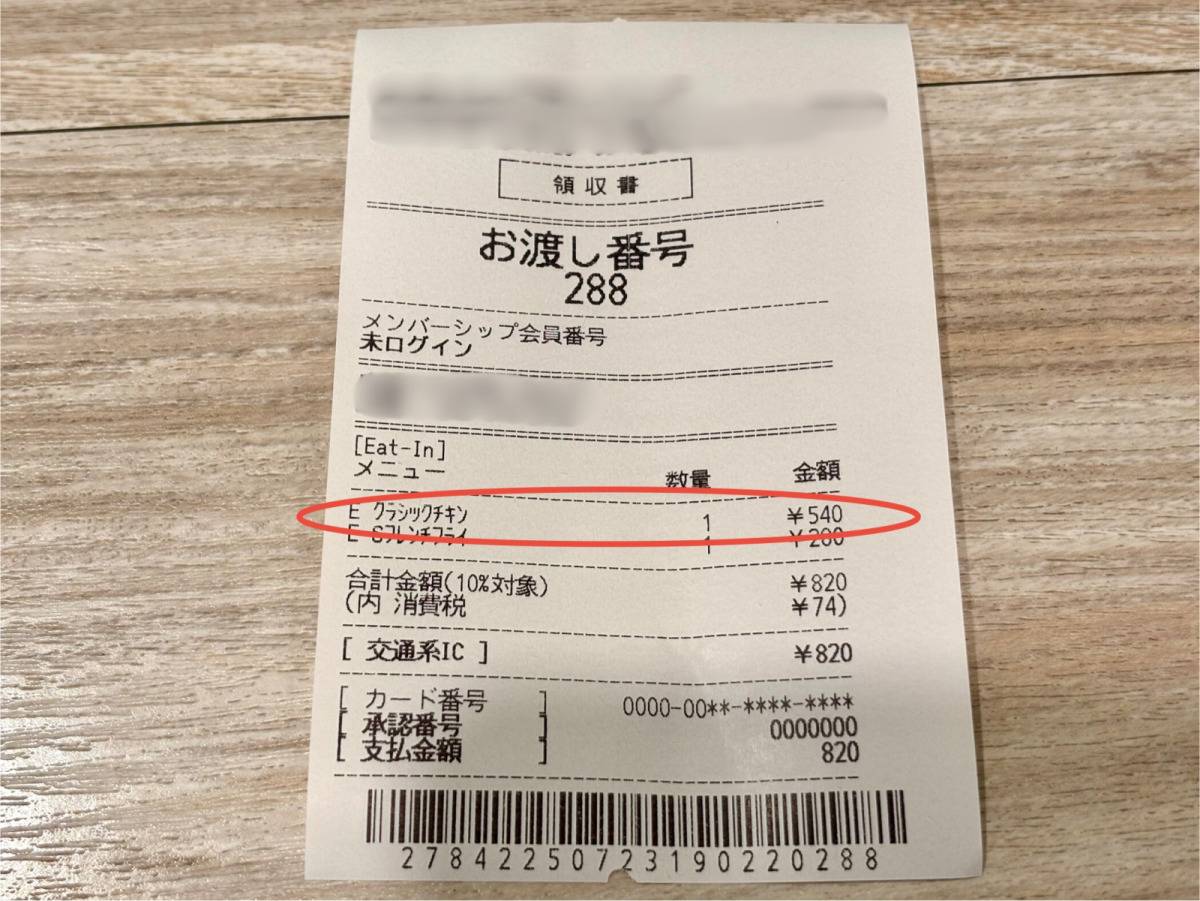 領収書
お渡し番号
288
メンバーシップ会員番号
未ログイン
[Eat-In]
メニュー 数量 金額
E クラシックチキン 1 ¥540
E Sフレンチフライ 1 ¥280
合計金額(10%対象) ¥820
(内 消費税 ¥74)
[ 交通系IC ] ¥820
[ カード番号 ] 0000-00**-****-****
[ 承認番号 ] 0000000
[ 支払金額 ] 820
2784225072319022028８